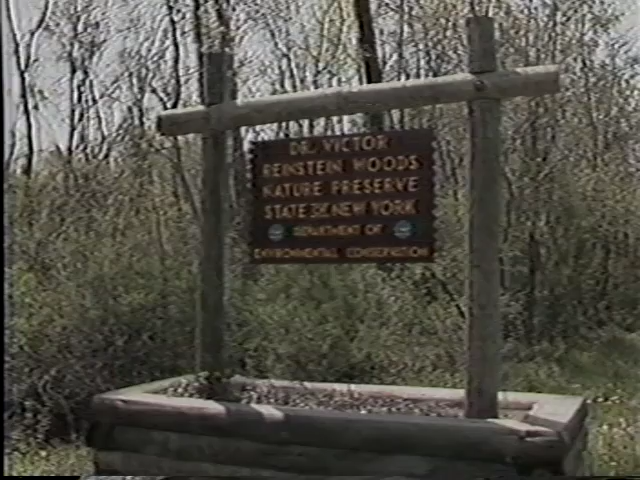 DR. VICTOR
REINSTEIN WOODS
NATURE PRESERVE
STATE OF NEW YORK
DEPARTMENT OF
ENVIRONMENTAL CONSERVATION